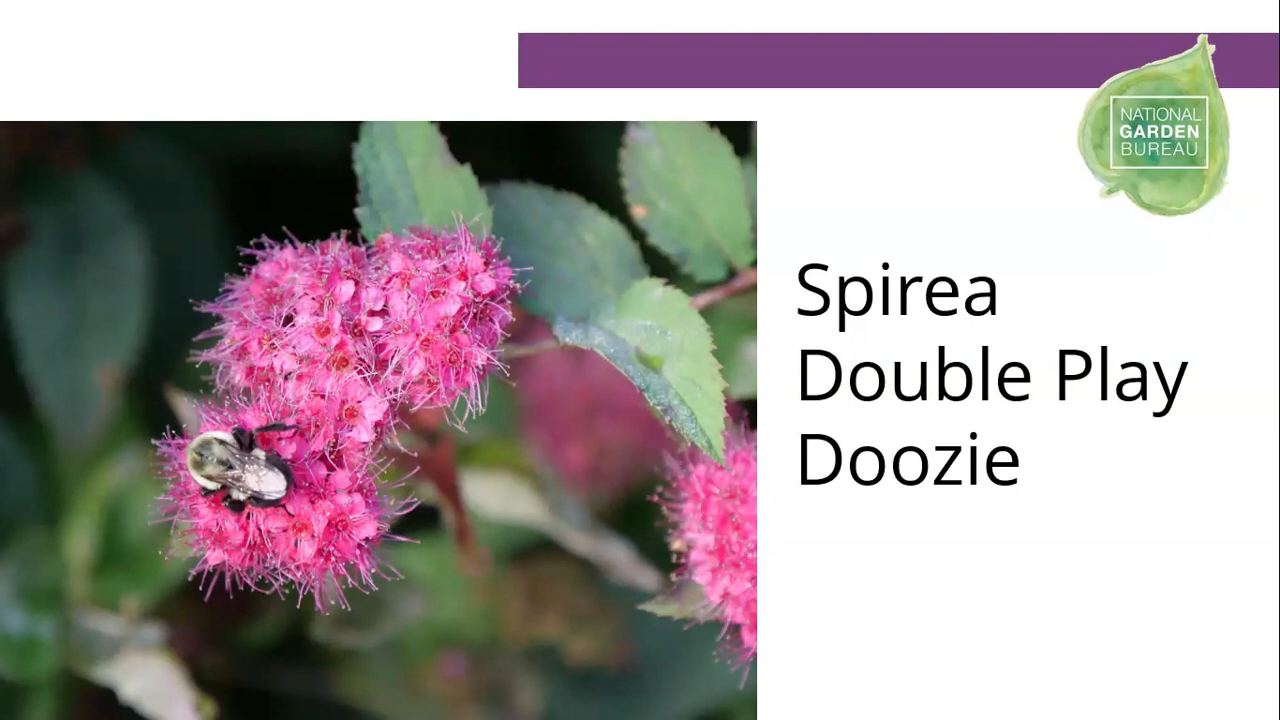 NATIONAL
GARDEN
BUREAU
Spirea
Double Play
Doozie